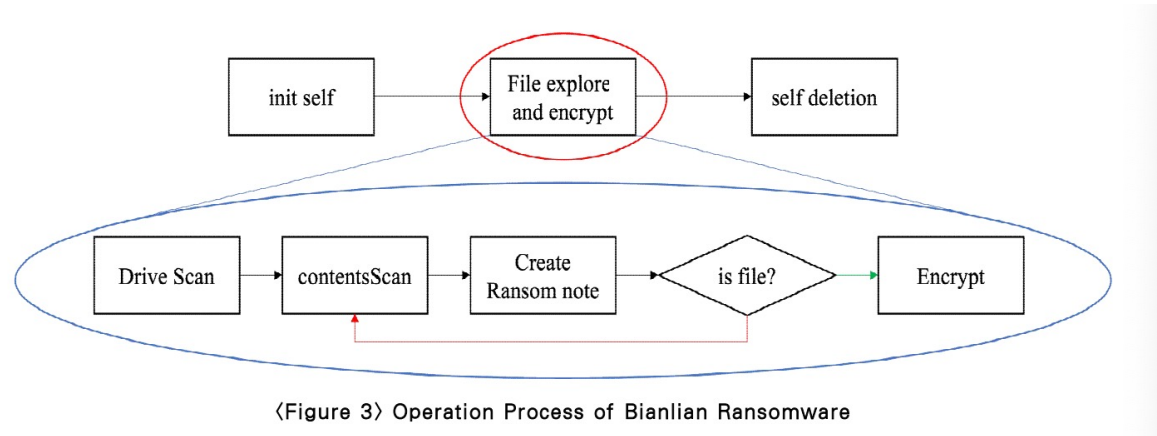 init self
File explore
and encrypt
self deletion
Drive Scan
contentsScan
Create
Ransom note
is file?
Encrypt
〈Figure 3〉 Operation Process of Bianlian Ransomware